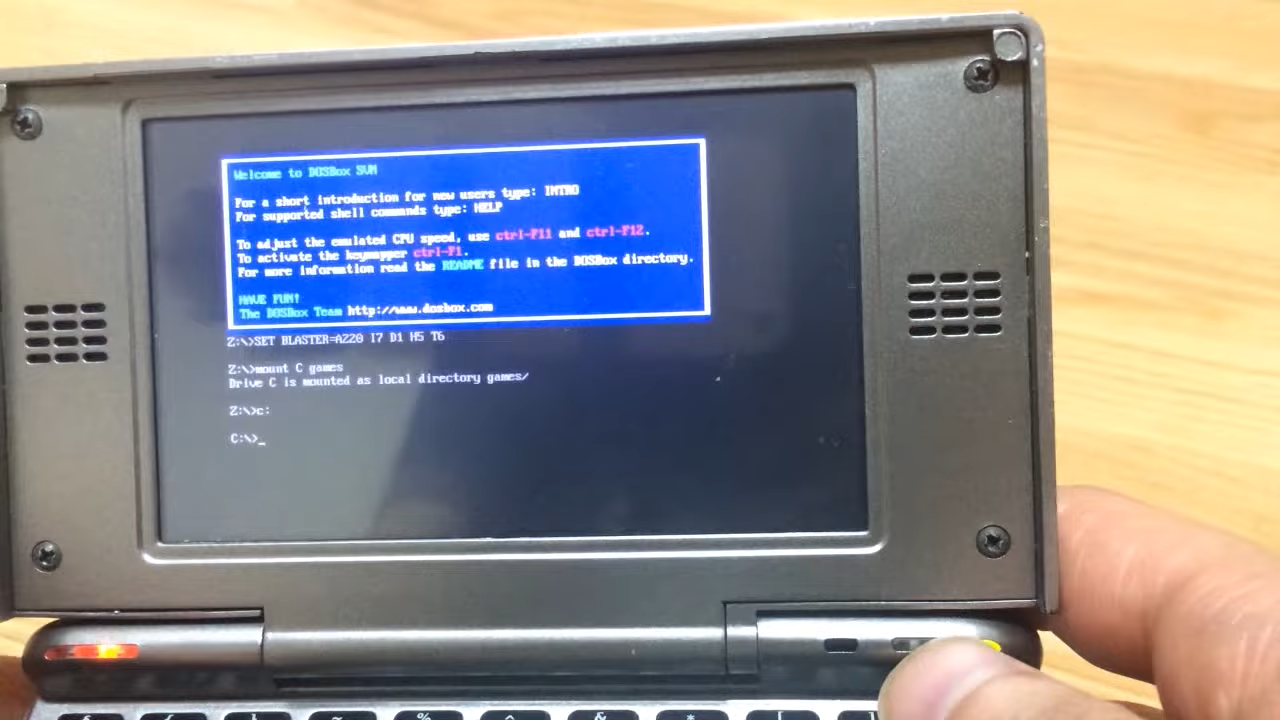 Welcome to DOSBox SVN
For a short introduction for new users type: INTRO
For supported shell commands type: HELP
To adjust the emulated CPU speed, use ctrl-F11 and ctrl-F12.
To activate the keymapper ctrl-F1.
For more information read the README file in the DOSBox directory.
HAVE FUN!
The DOSBox Team http://www.dosbox.com
Z:\>SET BLASTER=A220 I7 D1 H5 T6
Z:\>mount C games
Drive C is mounted as local directory games/
Z:\>c:
C:\>_
~ % ^ & * [